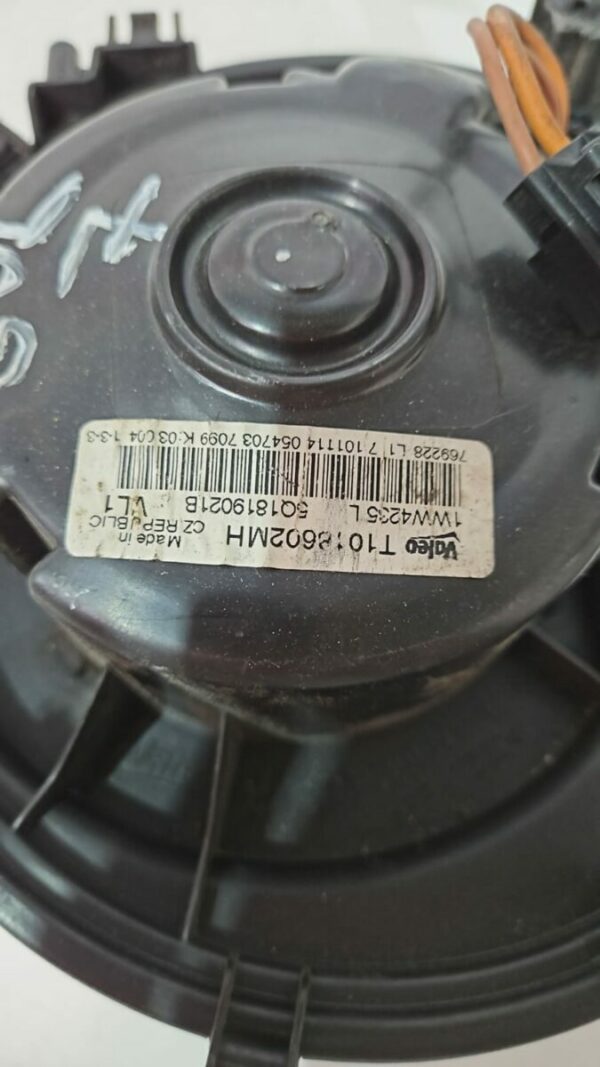 Valeo T1018602MH Made in
CZ REPUBLIC
1WW4235 L 5Q1819021B VL1
769228 L1 7 101114 054703 7099 K:03 C04 1-3-3